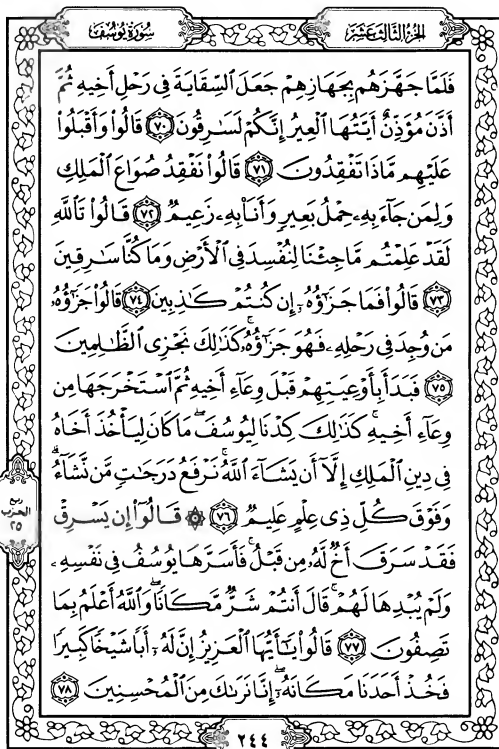 سُورَةُ يُوسُفَ
الجُزْءُ الثَّالِثَ عَشَرَ
فَلَمَّا جَهَّزَهُم بِجَهَازِهِمْ جَعَلَ ٱلسِّقَايَةَ فِى رَحْلِ أَخِيهِ ثُمَّ
أَذَّنَ مُؤَذِّنٌ أَيَّتُهَا ٱلْعِيرُ إِنَّكُمْ لَسَٰرِقُونَ ٧٠ قَالُوا۟ وَأَقْبَلُوا۟
عَلَيْهِم مَّاذَا تَفْقِدُونَ ٧١ قَالُوا۟ نَفْقِدُ صُوَاعَ ٱلْمَلِكِ
وَلِمَن جَآءَ بِهِۦ حِمْلُ بَعِيرٍ وَأَنَا۠ بِهِۦ زَعِيمٌ ٧٢ قَالُوا۟ تَٱللَّهِ
لَقَدْ عَلِمْتُم مَّا جِئْنَا لِنُفْسِدَ فِى ٱلْأَرْضِ وَمَا كُنَّا سَٰرِقِينَ
٧٣ قَالُوا۟ فَمَا جَزَٰٓؤُهُۥٓ إِن كُنتُمْ كَٰذِبِينَ ٧٤ قَالُوا۟ جَزَٰٓؤُهُۥ
مَن وُجِدَ فِى رَحْلِهِۦ فَهُوَ جَزَٰٓؤُهُۥ ۚ كَذَٰلِكَ نَجْزِى ٱلظَّٰلِمِينَ
٧٥ فَبَدَأَ بِأَوْعِيَتِهِمْ قَبْلَ وِعَآءِ أَخِيهِ ثُمَّ ٱسْتَخْرَجَهَا مِن
وِعَآءِ أَخِيهِ ۚ كَذَٰلِكَ كِدْنَا لِيُوسُفَ ۖ مَا كَانَ لِيَأْخُذَ أَخَاهُ
فِى دِينِ ٱلْمَلِكِ إِلَّآ أَن يَشَآءَ ٱللَّهُ ۚ نَرْفَعُ دَرَجَٰتٍ مَّن نَّشَآءُ ۗ
وَفَوْقَ كُلِّ ذِى عِلْمٍ عَلِيمٌ ٧٦ ۞ قَالُوٓا۟ إِن يَسْرِقْ
ربع
الحزب
٢٥
فَقَدْ سَرَقَ أَخٌ لَّهُۥ مِن قَبْلُ ۚ فَأَسَرَّهَا يُوسُفُ فِى نَفْسِهِۦ
وَلَمْ يُبْدِهَا لَهُمْ ۚ قَالَ أَنتُمْ شَرٌّ مَّكَانًا ۖ وَٱللَّهُ أَعْلَمُ بِمَا
تَصِفُونَ ٧٧ قَالُوا۟ يَٰٓأَيُّهَا ٱلْعَزِيزُ إِنَّ لَهُۥٓ أَبًا شَيْخًا كَبِيرًا
فَخُذْ أَحَدَنَا مَكَانَهُۥٓ ۖ إِنَّا نَرَىٰكَ مِنَ ٱلْمُحْسِنِينَ ٧٨
٢٤٤